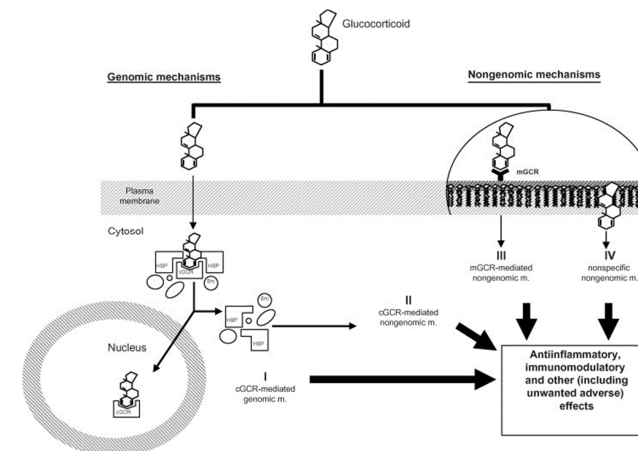 Glucocorticoid
Genomic mechanisms
Nongenomic mechanisms
mGCR
Plasma
membrane
Cytosol
HSP
HSP
cGCR
Src
III
mGCR-mediated
nongenomic m.
IV
nonspecific
nongenomic m.
Src
HSP
HSP
II
cGCR-mediated
nongenomic m.
Nucleus
cGCR
I
cGCR-mediated
genomic m.
Antiinflammatory,
immunomodulatory
and other (including
unwanted adverse)
effects